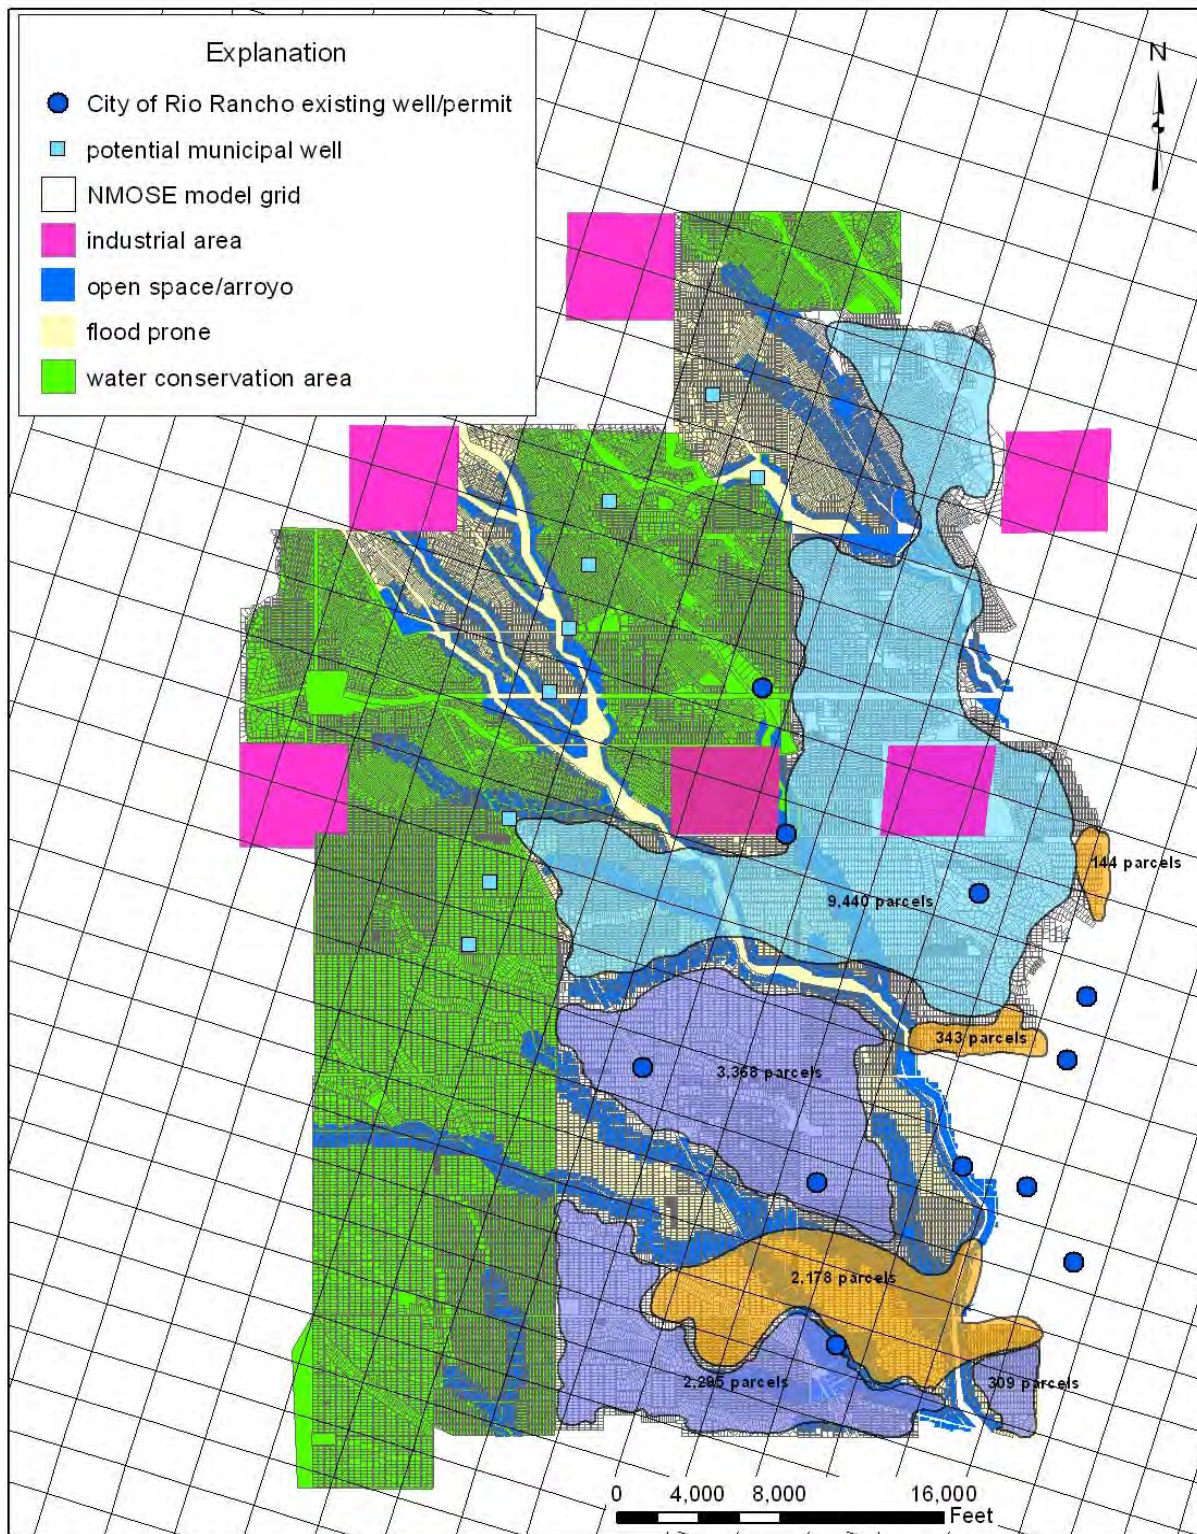 Explanation
City of Rio Rancho existing well/permit
potential municipal well
NMOSE model grid
industrial area
open space/arroyo
flood prone
water conservation area
N
144 parcels
9,440 parcels
343 parcels
3,368 parcels
2,178 parcels
2,295 parcels
309 parcels
0 4,000 8,000 16,000
Feet